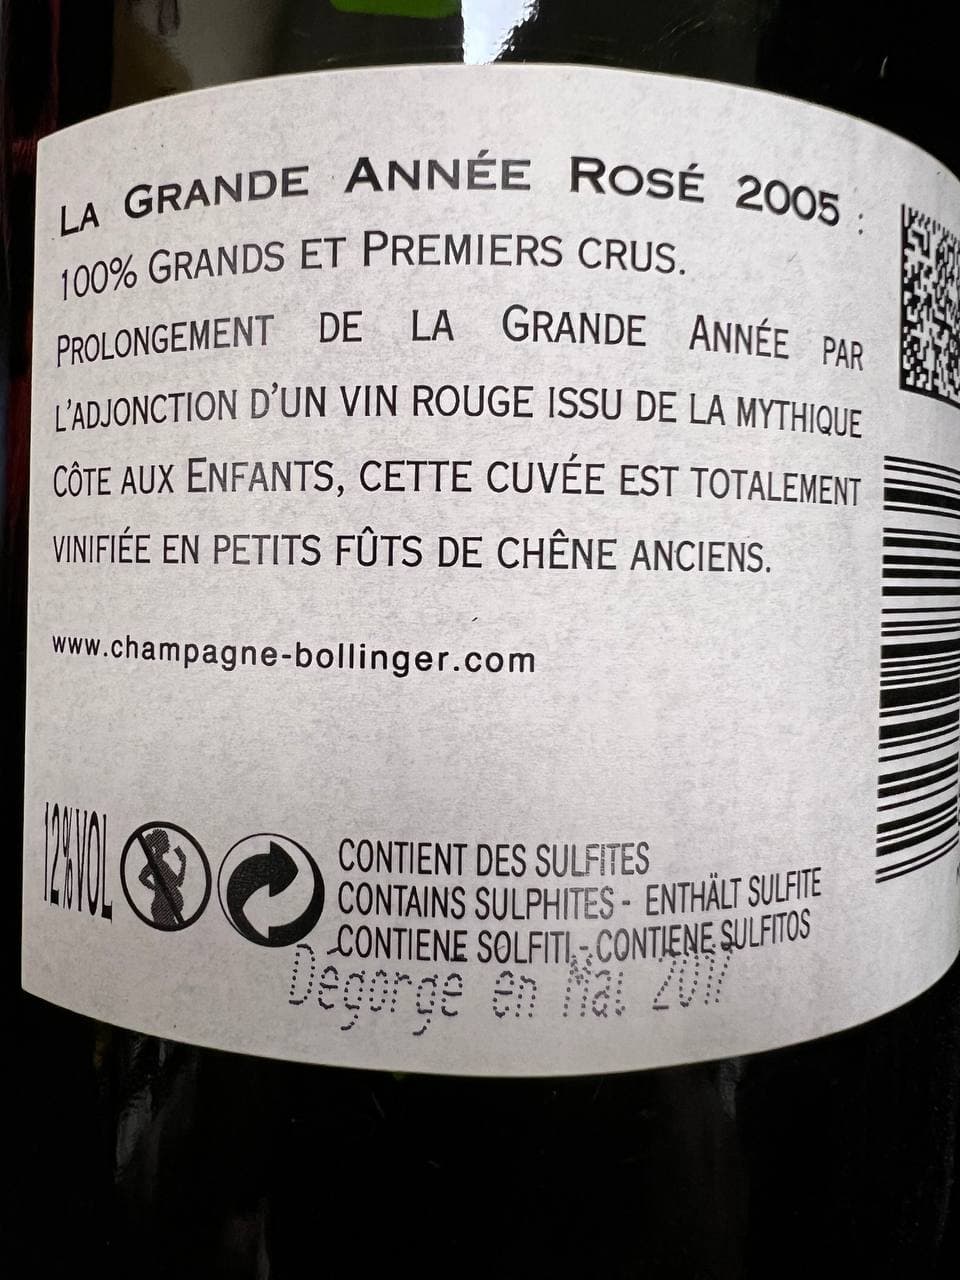 LA GRANDE ANNÉE ROSÉ 2005 :
100% GRANDS ET PREMIERS CRUS.
PROLONGEMENT DE LA GRANDE ANNÉE PAR
L'ADJONCTION D'UN VIN ROUGE ISSU DE LA MYTHIQUE
CÔTE AUX ENFANTS, CETTE CUVÉE EST TOTALEMENT
VINIFIÉE EN PETITS FÛTS DE CHÊNE ANCIENS.
www.champagne-bollinger.com
12%VOL
CONTIENT DES SULFITES
CONTAINS SULPHITES - ENTHÄLT SULFITE
CONTIENE SOLFITI - CONTIENE SULFITOS
Degorge en Mai 2017